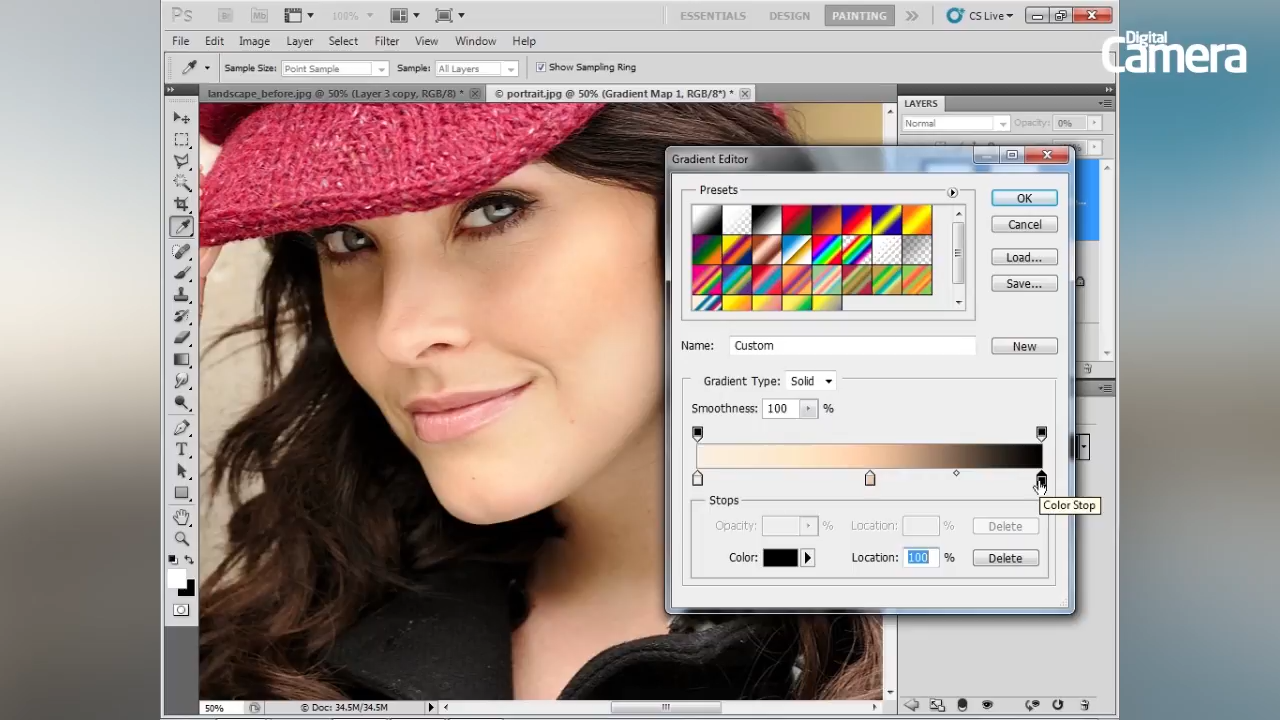 Ps
Br
Mb
100%
ESSENTIALS
DESIGN
PAINTING
CS Live
Digital
Camera
File
Edit
Image
Layer
Select
Filter
View
Window
Help
Sample Size:
Point Sample
Sample:
All Layers
Show Sampling Ring
landscape_before.jpg @ 50% (Layer 3 copy, RGB/8) *
© portrait.jpg @ 50% (Gradient Map 1, RGB/8*) *
LAYERS
Normal
Opacity:
0%
%
Gradient Editor
Presets
OK
Cancel
Load...
Save...
Name:
Custom
New
Gradient Type:
Solid
Smoothness:
100
%
Color Stop
Stops
Opacity:
%
Location:
%
Delete
Color:
Location:
100
%
Delete
T
50%
© Doc: 34.5M/34.5M